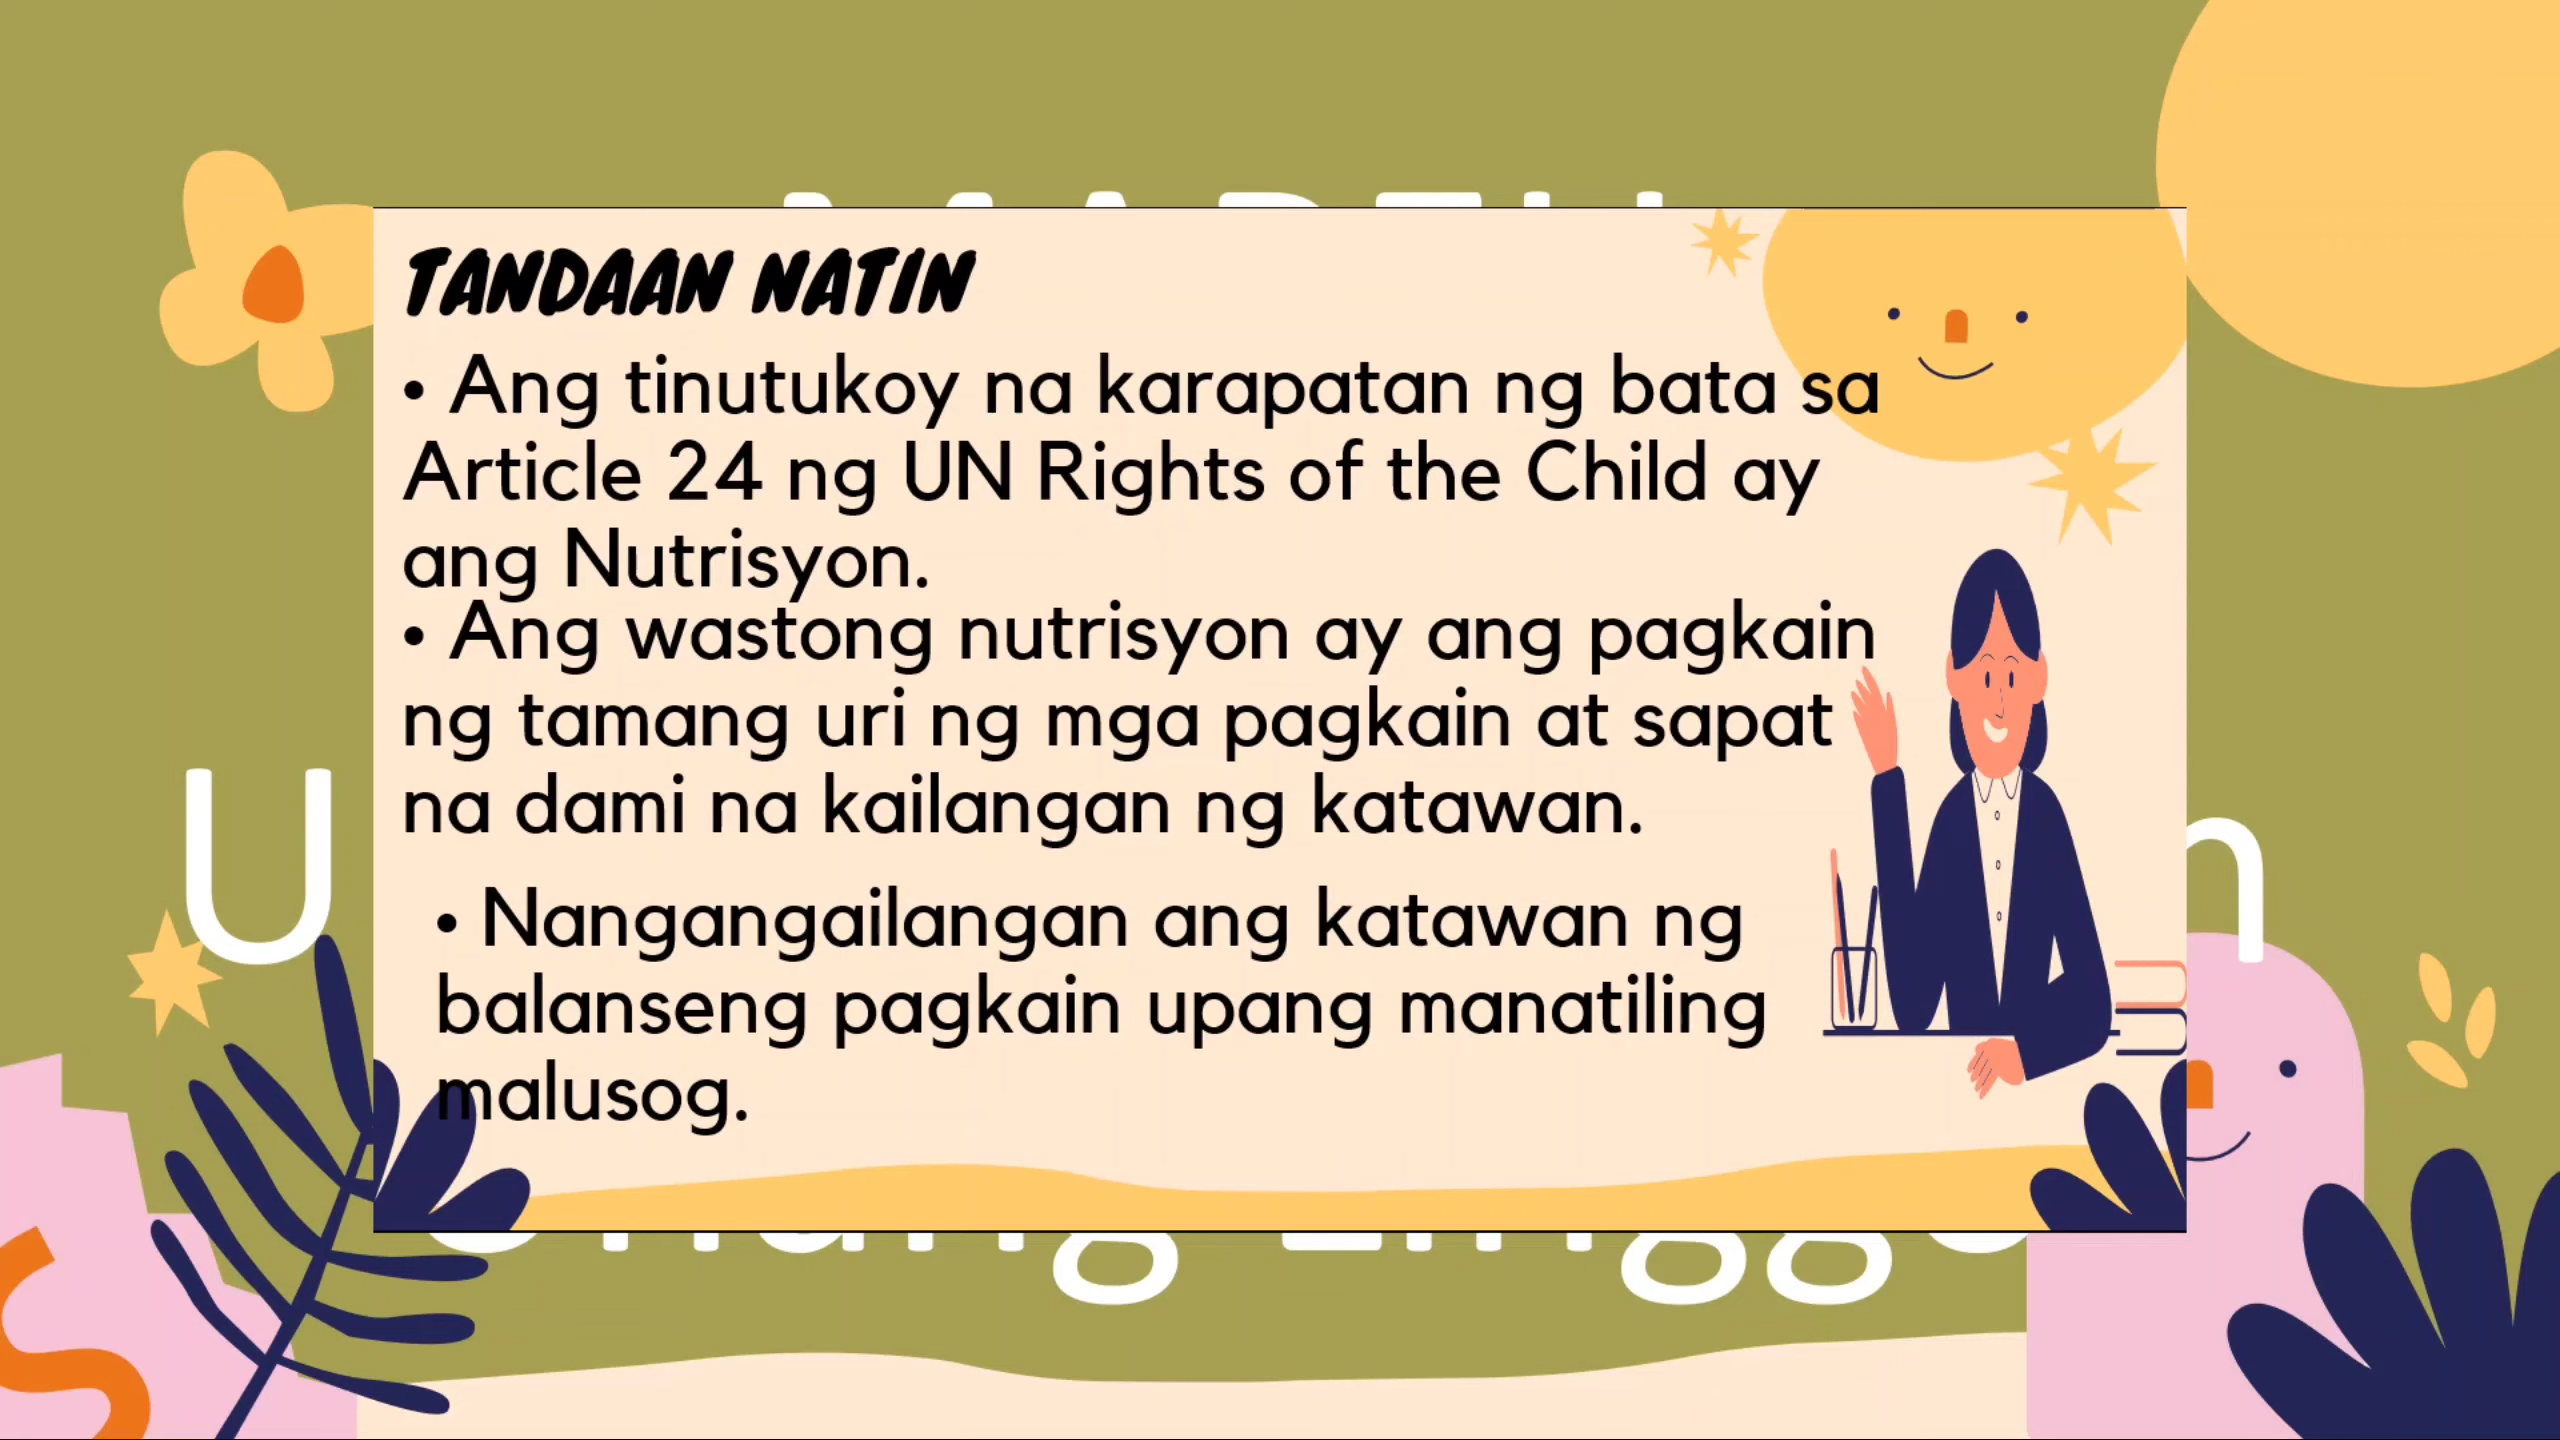 TANDAAN NATIN
• Ang tinutukoy na karapatan ng bata sa
Article 24 ng UN Rights of the Child ay
ang Nutrisyon.
• Ang wastong nutrisyon ay ang pagkain
ng tamang uri ng mga pagkain at sapat
na dami na kailangan ng katawan.
• Nangangailangan ang katawan ng
balanseng pagkain upang manatiling
malusog.